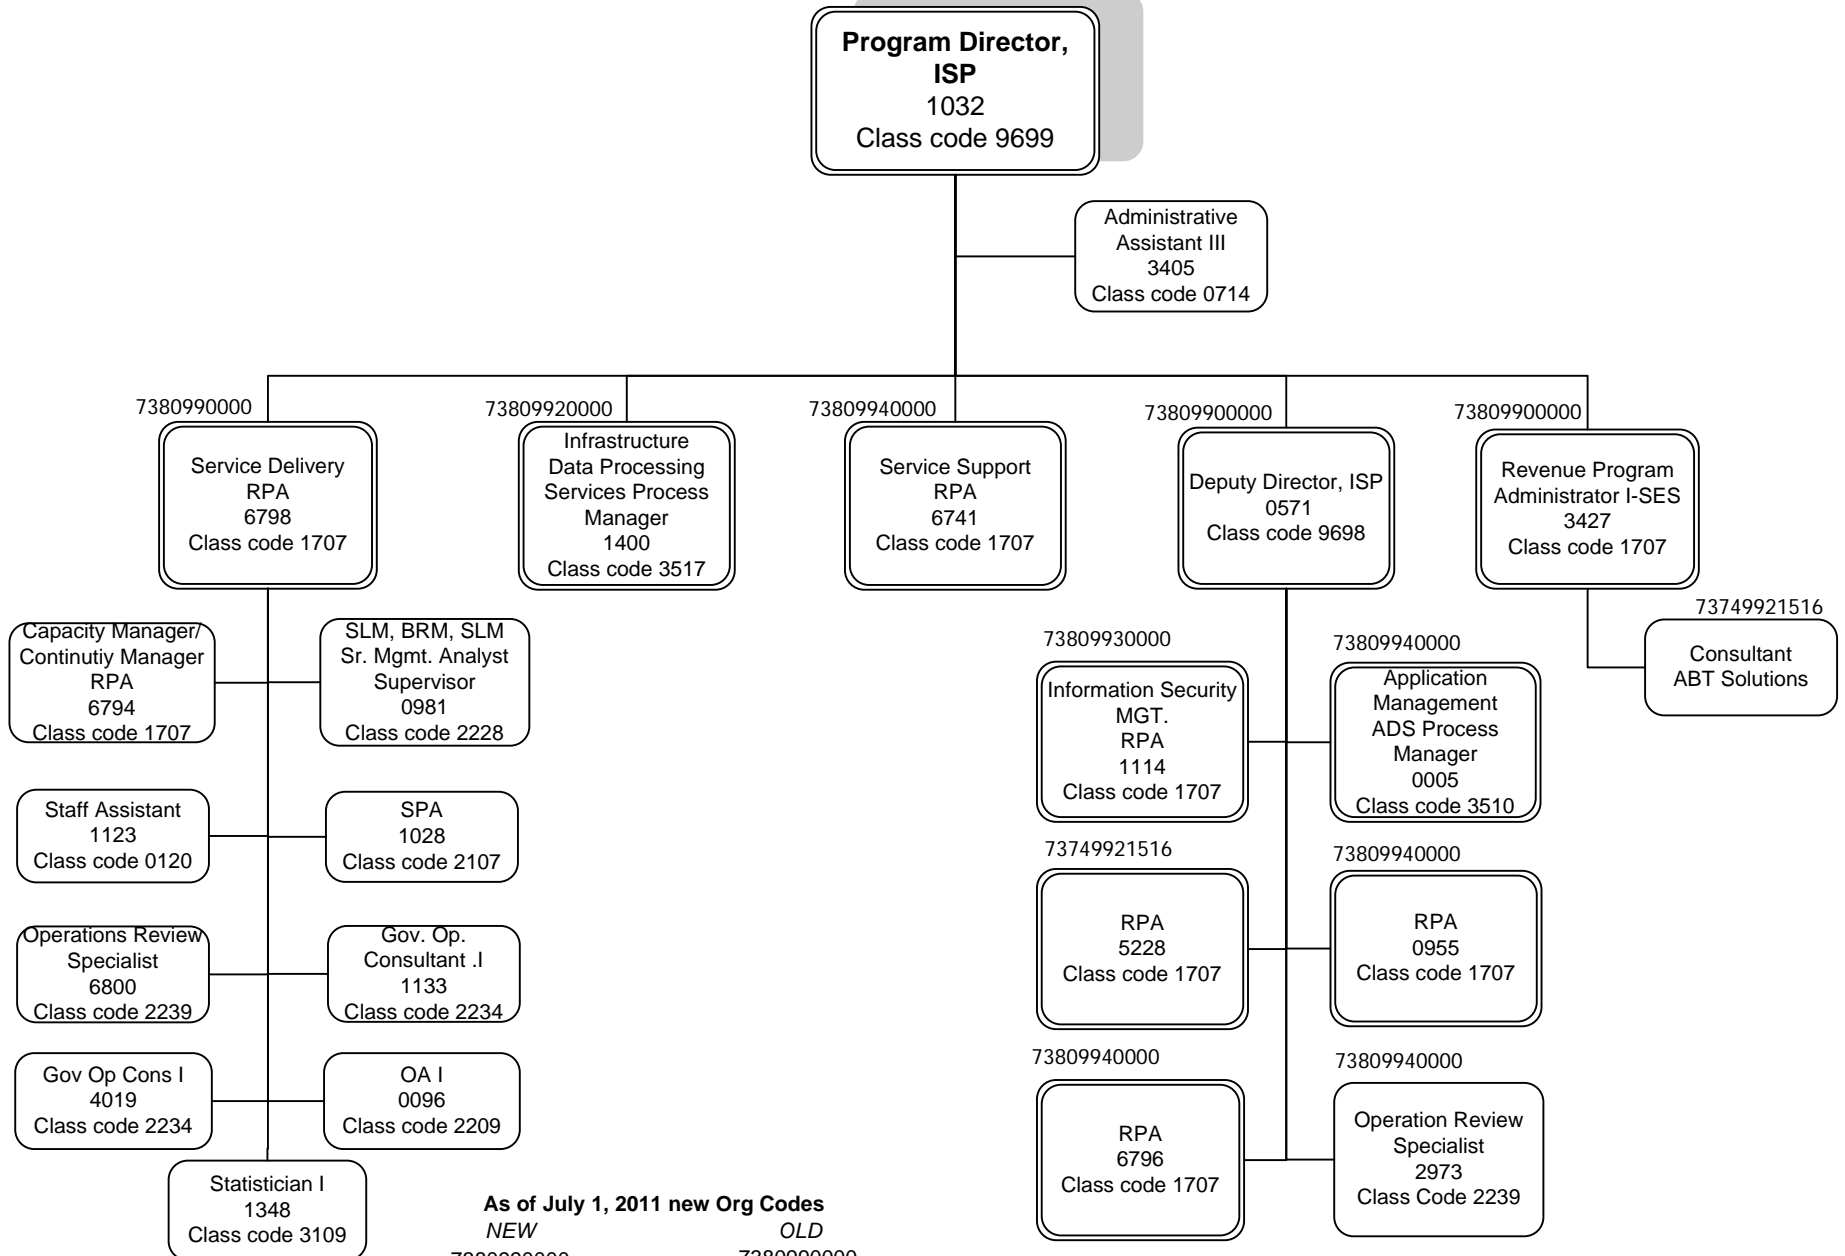 Program Director,
ISP
1032
Class code 9699
Administrative
Assistant III
3405
Class code 0714
7380990000
Service Delivery
RPA
6798
Class code 1707
73809920000
Infrastructure
Data Processing
Services Process
Manager
1400
Class code 3517
73809940000
Service Support
RPA
6741
Class code 1707
73809900000
Deputy Director, ISP
0571
Class code 9698
73809900000
Revenue Program
Administrator I-SES
3427
Class code 1707
Capacity Manager/
Continutiy Manager
RPA
6794
Class code 1707
SLM, BRM, SLM
Sr. Mgmt. Analyst
Supervisor
0981
Class code 2228
Staff Assistant
1123
Class code 0120
SPA
1028
Class code 2107
Operations Review
Specialist
6800
Class code 2239
Gov. Op.
Consultant .I
1133
Class code 2234
Gov Op Cons I
4019
Class code 2234
OA I
0096
Class code 2209
Statistician I
1348
Class code 3109
73809930000
Information Security
MGT.
RPA
1114
Class code 1707
73809940000
Application
Management
ADS Process
Manager
0005
Class code 3510
73749921516
RPA
5228
Class code 1707
73809940000
RPA
0955
Class code 1707
73809940000
RPA
6796
Class code 1707
73809940000
Operation Review
Specialist
2973
Class Code 2239
73749921516
Consultant
ABT Solutions
As of July 1, 2011 new Org Codes
NEW OLD
7380990000